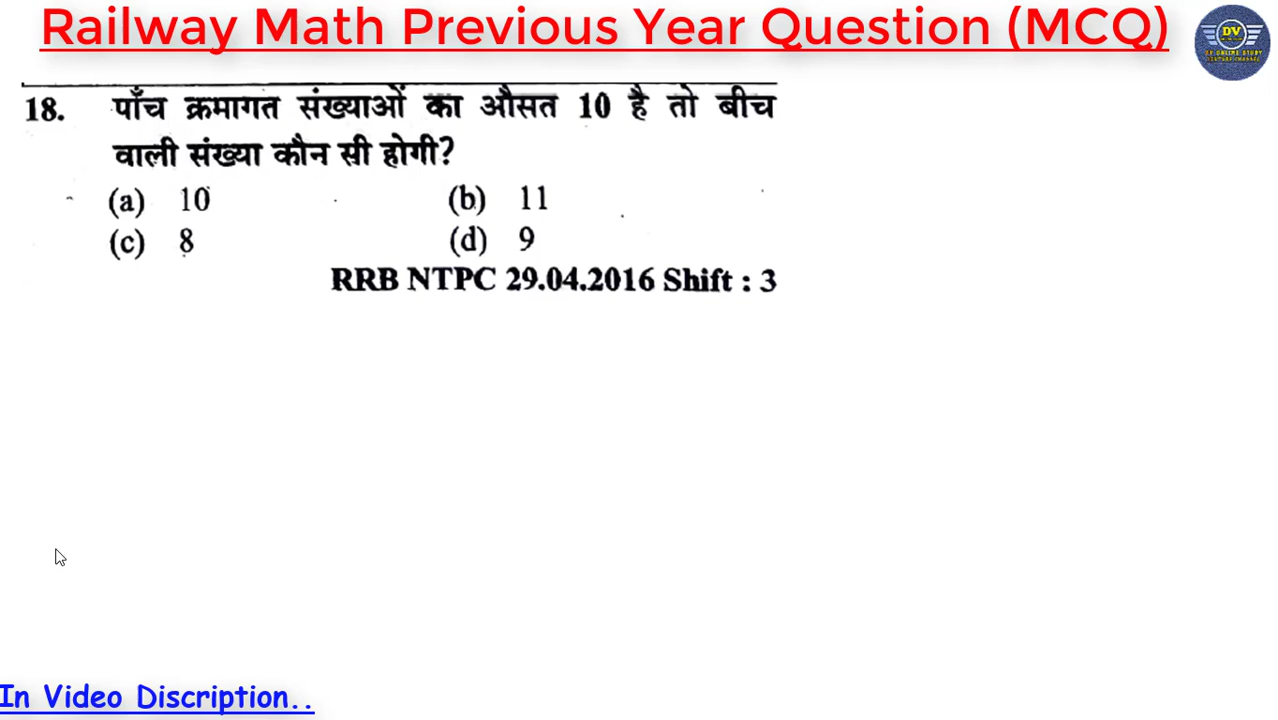 Railway Math Previous Year Question (MCQ)
DV
18. पाँच क्रमागत संख्याओं का औसत 10 है तो बीच
वाली संख्या कौन सी होगी?
(a) 10 (b) 11
(c) 8 (d) 9
RRB NTPC 29.04.2016 Shift : 3
In Video Discription..